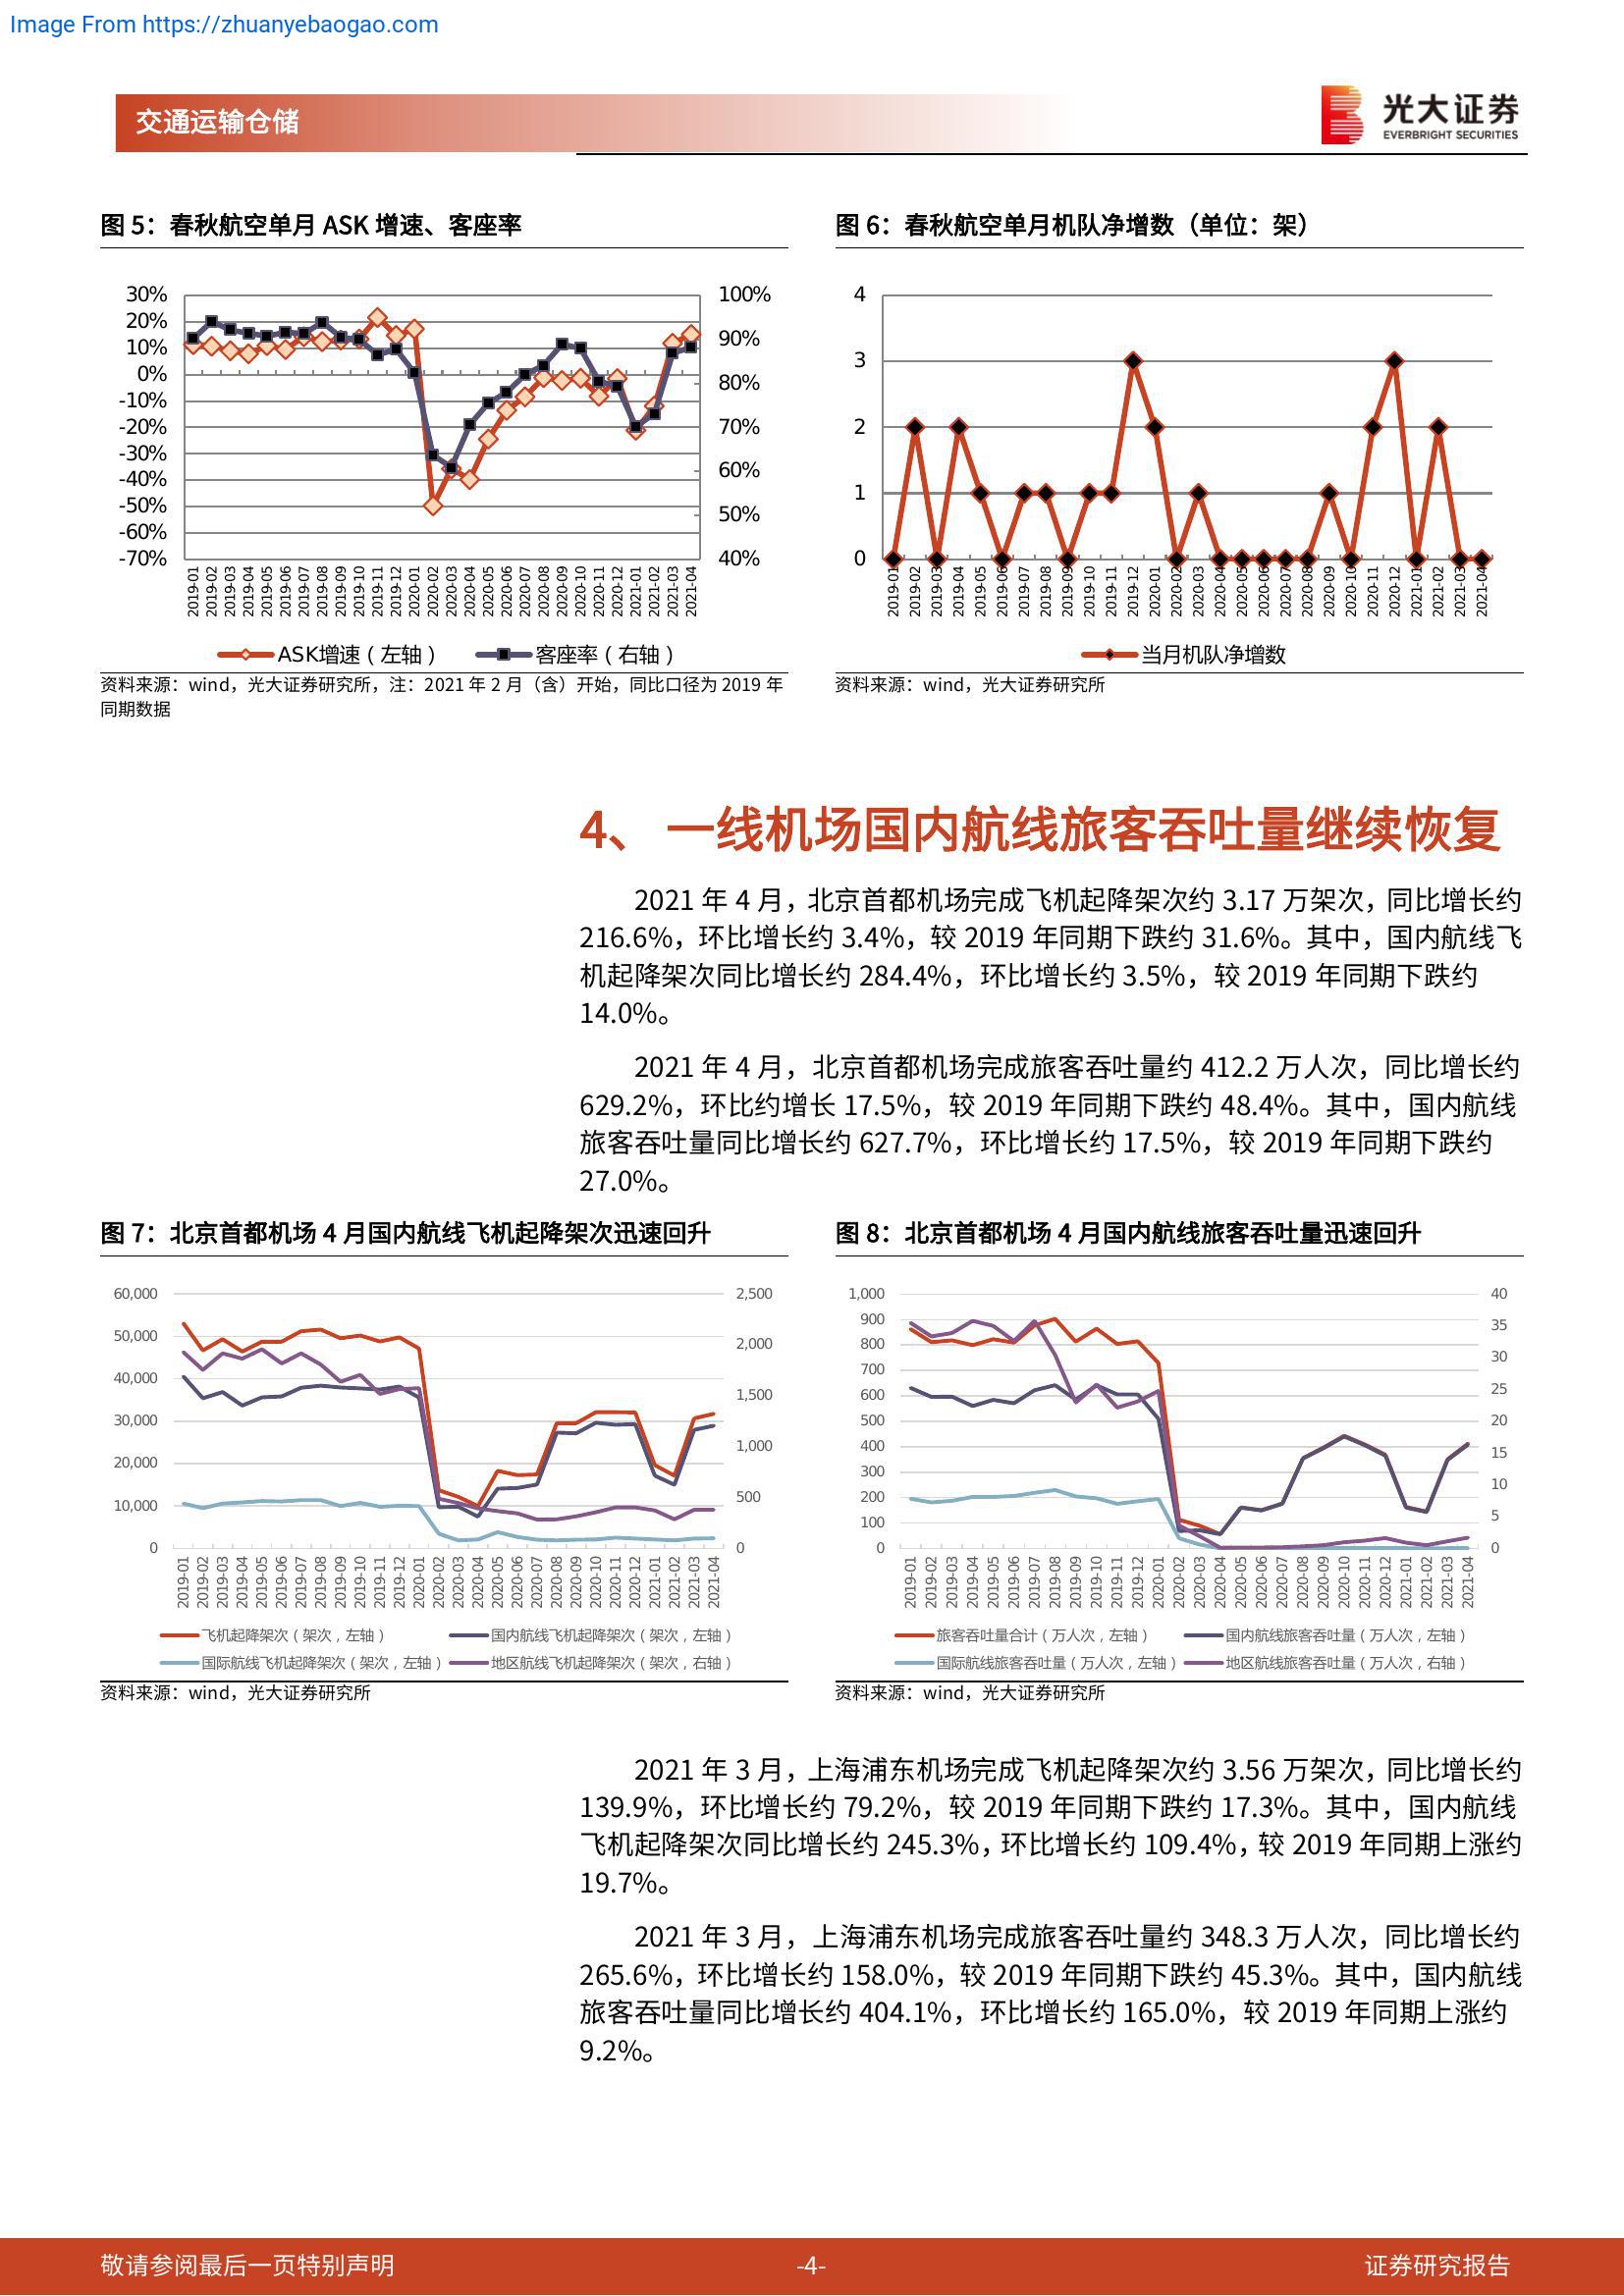 Image From https://zhuanyebaogao.com
交通运输仓储
光大证券
EVERBRIGHT SECURITIES
图 5：春秋航空单月 ASK 增速、客座率
30%
20%
10%
0%
-10%
-20%
-30%
-40%
-50%
-60%
-70%
100%
90%
80%
70%
60%
50%
40%
2019-01 2019-02 2019-03 2019-04 2019-05 2019-06 2019-07 2019-08 2019-09 2019-10 2019-11 2019-12 2020-01 2020-02 2020-03 2020-04 2020-05 2020-06 2020-07 2020-08 2020-09 2020-10 2020-11 2020-12 2021-01 2021-02 2021-03 2021-04
ASK增速（左轴） 客座率（右轴）
资料来源：wind，光大证券研究所，注：2021 年 2 月（含）开始，同比口径为 2019 年
同期数据
图 6：春秋航空单月机队净增数（单位：架）
4
3
2
1
0
2019-01 2019-02 2019-03 2019-04 2019-05 2019-06 2019-07 2019-08 2019-09 2019-10 2019-11 2019-12 2020-01 2020-02 2020-03 2020-04 2020-05 2020-06 2020-07 2020-08 2020-09 2020-10 2020-11 2020-12 2021-01 2021-02 2021-03 2021-04
当月机队净增数
资料来源：wind，光大证券研究所
4、 一线机场国内航线旅客吞吐量继续恢复
2021 年 4 月，北京首都机场完成飞机起降架次约 3.17 万架次，同比增长约
216.6%，环比增长约 3.4%，较 2019 年同期下跌约 31.6%。其中，国内航线飞
机起降架次同比增长约 284.4%，环比增长约 3.5%，较 2019 年同期下跌约
14.0%。
2021 年 4 月，北京首都机场完成旅客吞吐量约 412.2 万人次，同比增长约
629.2%，环比约增长 17.5%，较 2019 年同期下跌约 48.4%。其中，国内航线
旅客吞吐量同比增长约 627.7%，环比增长约 17.5%，较 2019 年同期下跌约
27.0%。
图 7：北京首都机场 4 月国内航线飞机起降架次迅速回升
60,000
50,000
40,000
30,000
20,000
10,000
0
2,500
2,000
1,500
1,000
500
0
2019-01 2019-02 2019-03 2019-04 2019-05 2019-06 2019-07 2019-08 2019-09 2019-10 2019-11 2019-12 2020-01 2020-02 2020-03 2020-04 2020-05 2020-06 2020-07 2020-08 2020-09 2020-10 2020-11 2020-12 2021-01 2021-02 2021-03 2021-04
飞机起降架次（架次，左轴） 国内航线飞机起降架次（架次，左轴）
国际航线飞机起降架次（架次，左轴） 地区航线飞机起降架次（架次，右轴）
资料来源：wind，光大证券研究所
图 8：北京首都机场 4 月国内航线旅客吞吐量迅速回升
1,000
900
800
700
600
500
400
300
200
100
0
40
35
30
25
20
15
10
5
0
2019-01 2019-02 2019-03 2019-04 2019-05 2019-06 2019-07 2019-08 2019-09 2019-10 2019-11 2019-12 2020-01 2020-02 2020-03 2020-04 2020-05 2020-06 2020-07 2020-08 2020-09 2020-10 2020-11 2020-12 2021-01 2021-02 2021-03 2021-04
旅客吞吐量合计（万人次，左轴） 国内航线旅客吞吐量（万人次，左轴）
国际航线旅客吞吐量（万人次，左轴） 地区航线旅客吞吐量（万人次，右轴）
资料来源：wind，光大证券研究所
2021 年 3 月，上海浦东机场完成飞机起降架次约 3.56 万架次，同比增长约
139.9%，环比增长约 79.2%，较 2019 年同期下跌约 17.3%。其中，国内航线
飞机起降架次同比增长约 245.3%，环比增长约 109.4%，较 2019 年同期上涨约
19.7%。
2021 年 3 月，上海浦东机场完成旅客吞吐量约 348.3 万人次，同比增长约
265.6%，环比增长约 158.0%，较 2019 年同期下跌约 45.3%。其中，国内航线
旅客吞吐量同比增长约 404.1%，环比增长约 165.0%，较 2019 年同期上涨约
9.2%。
敬请参阅最后一页特别声明
-4-
证券研究报告